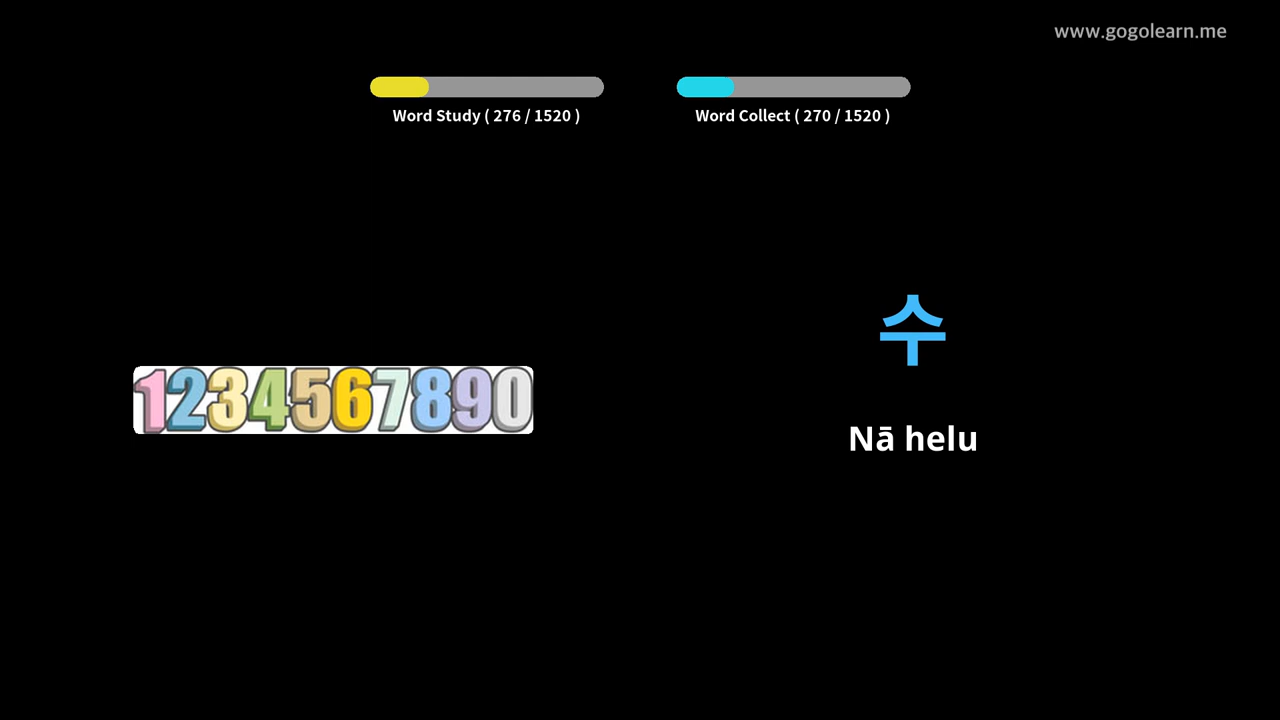 www.gogolearn.me
Word Study ( 276 / 1520 )
Word Collect ( 270 / 1520 )
1234567890
수
Nā helu